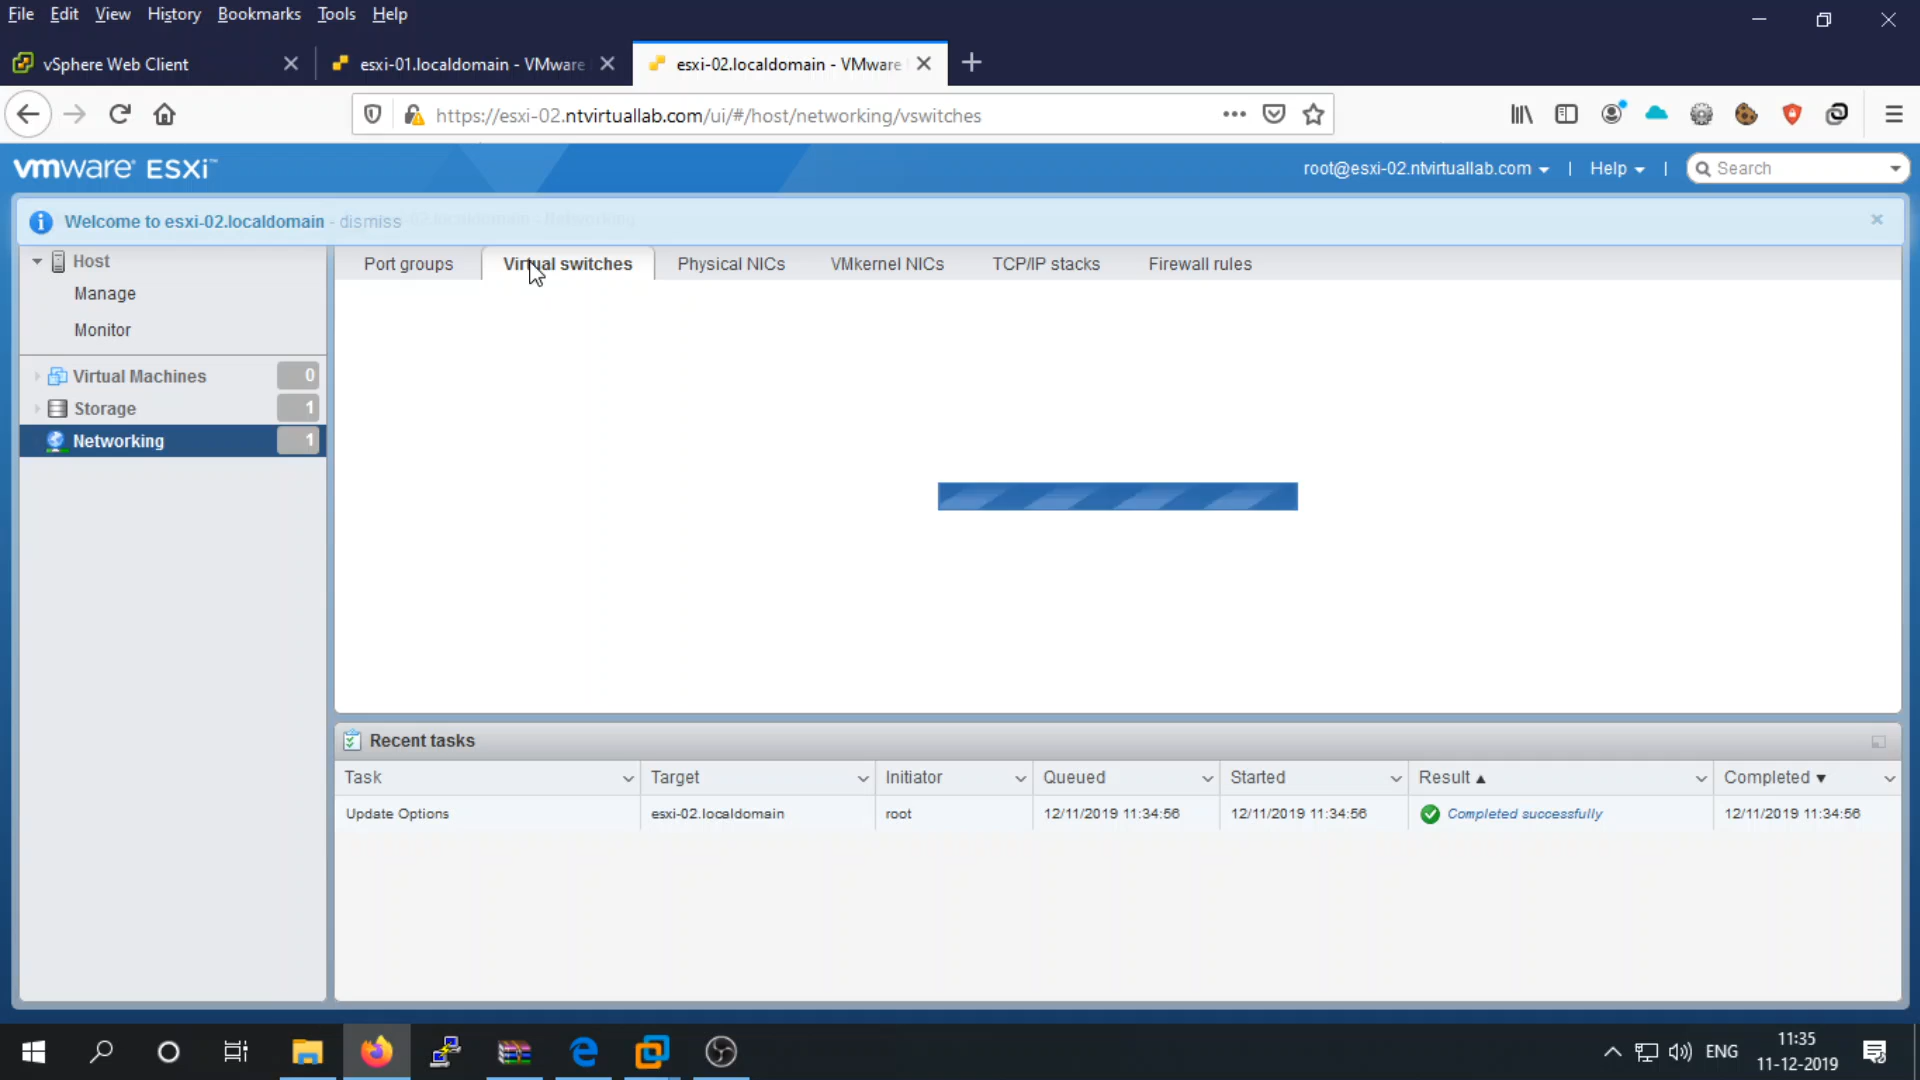 File Edit View History Bookmarks Tools Help
vSphere Web Client
esxi-01.localdomain - VMware
esxi-02.localdomain - VMware
https://esxi-02.ntvirtuallab.com/ui/#/host/networking/vswitches
vmware ESXi™
root@esxi-02.ntvirtuallab.com | Help | Search
Welcome to esxi-02.localdomain - dismiss
Host
Manage
Monitor
Virtual Machines 0
Storage 1
Networking 1
Port groups Virtual switches Physical NICs VMkernel NICs TCP/IP stacks Firewall rules
Recent tasks
Task Target Initiator Queued Started Result Completed
Update Options esxi-02.localdomain root 12/11/2019 11:34:56 12/11/2019 11:34:56 Completed successfully 12/11/2019 11:34:56
ENG
11:35
11-12-2019